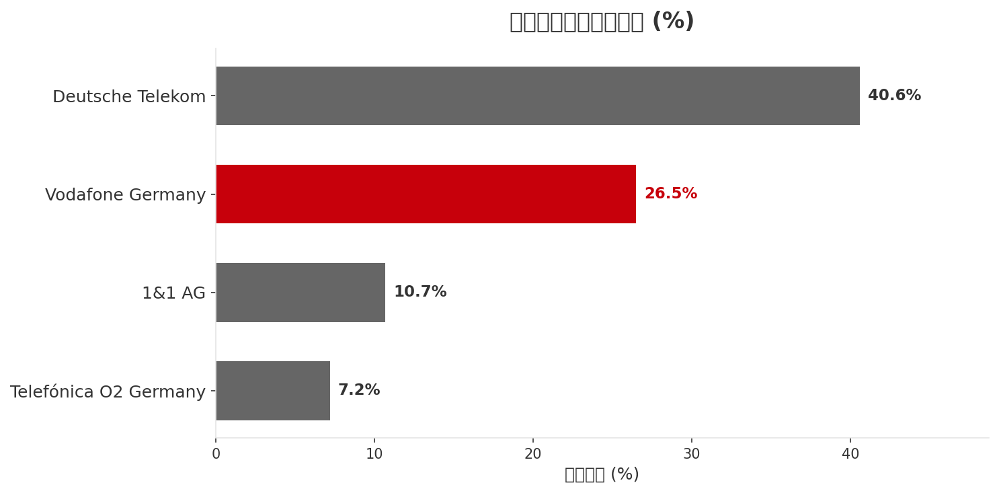 (%)
Deutsche Telekom
40.6%
Vodafone Germany
26.5%
1&1 AG
10.7%
Telefónica O2 Germany
7.2%
0 10 20 30 40
(%)